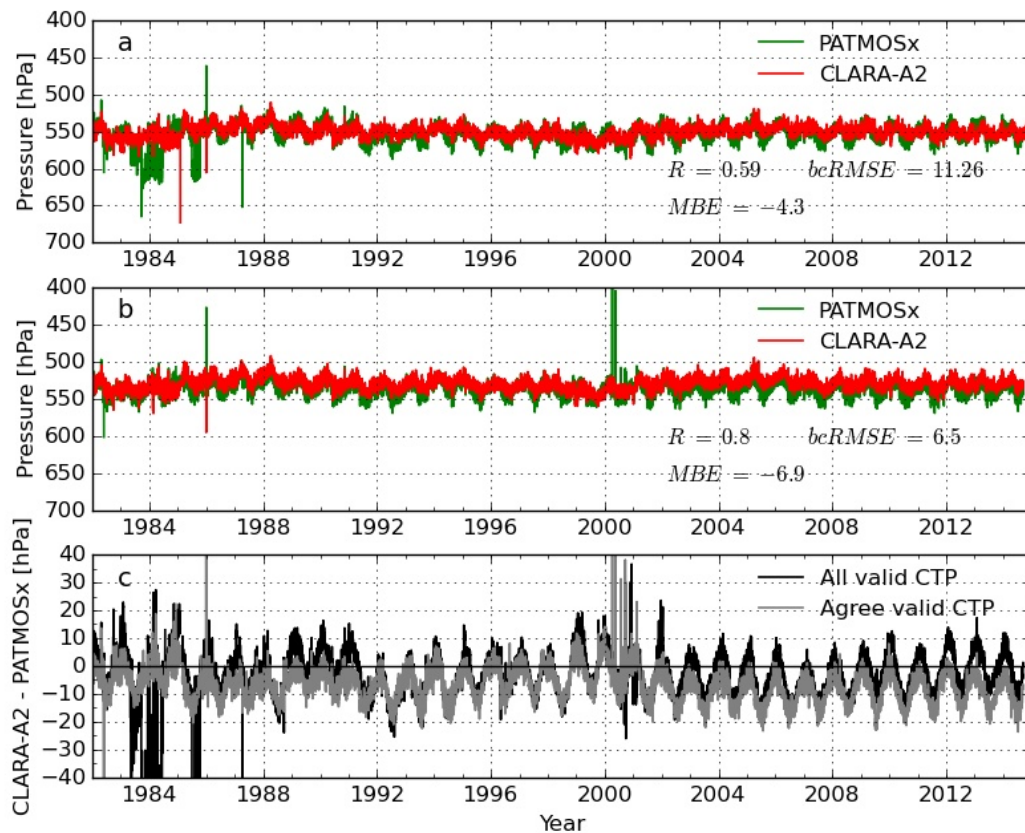 a
PATMOSx
CLARA-A2
Pressure [hPa]
400
450
500
550
600
650
700
R = 0.59 bcRMSE = 11.26
MBE = −4.3
1984 1988 1992 1996 2000 2004 2008 2012
b
PATMOSx
CLARA-A2
Pressure [hPa]
400
450
500
550
600
650
700
R = 0.8 bcRMSE = 6.5
MBE = −6.9
1984 1988 1992 1996 2000 2004 2008 2012
c
All valid CTP
Agree valid CTP
CLARA-A2 - PATMOSx [hPa]
40
30
20
10
0
−10
−20
−30
−40
1984 1988 1992 1996 2000 2004 2008 2012
Year